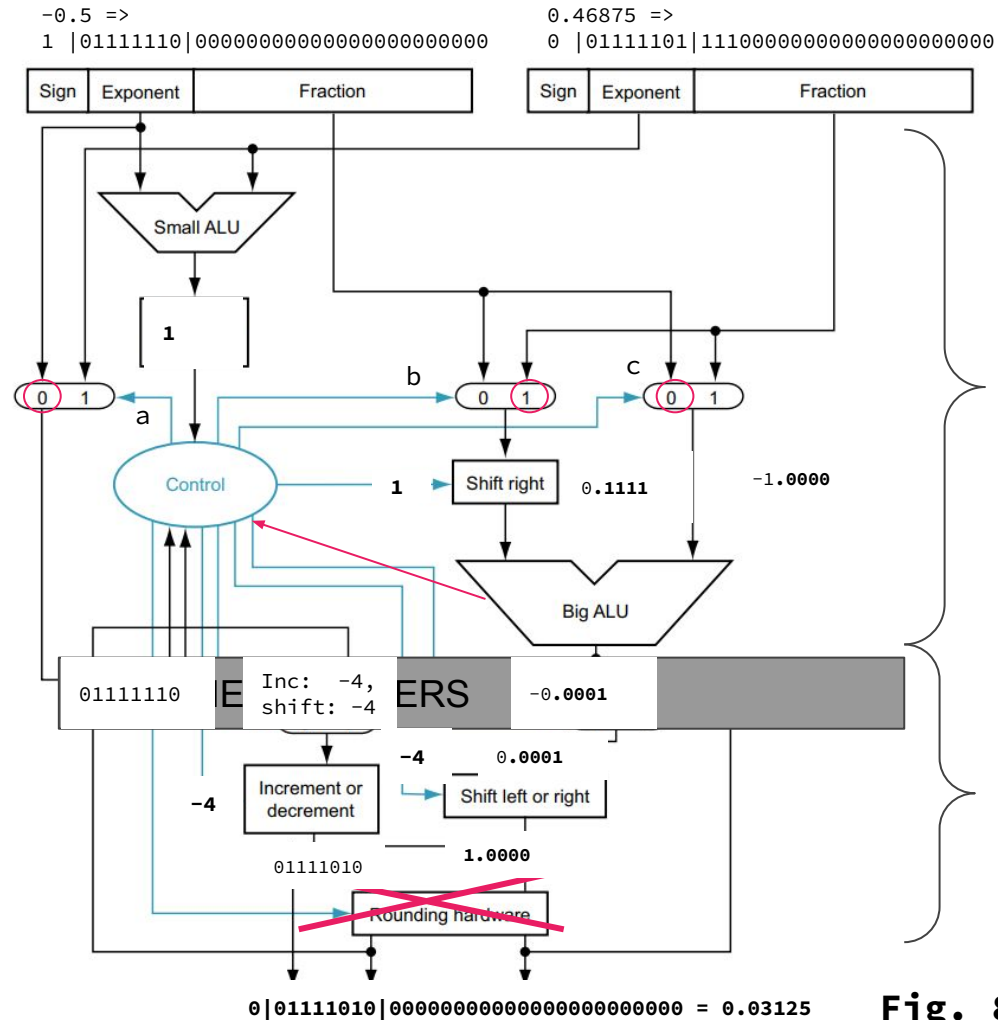 -0.5 =>
1 |01111110|00000000000000000000000
0.46875 =>
0 |01111101|11100000000000000000000
Sign Exponent Fraction
Sign Exponent Fraction
Small ALU
1
0 1
a
b
0 1
c
0 1
Control
1
Shift right
0.1111
-1.0000
Big ALU
01111110
Inc: -4,
shift: -4
ERS
-0.0001
-4
0.0001
-4
Increment or
decrement
Shift left or right
01111010
1.0000
Rounding hardware
0|01111010|00000000000000000000000 = 0.03125
Fig. 8